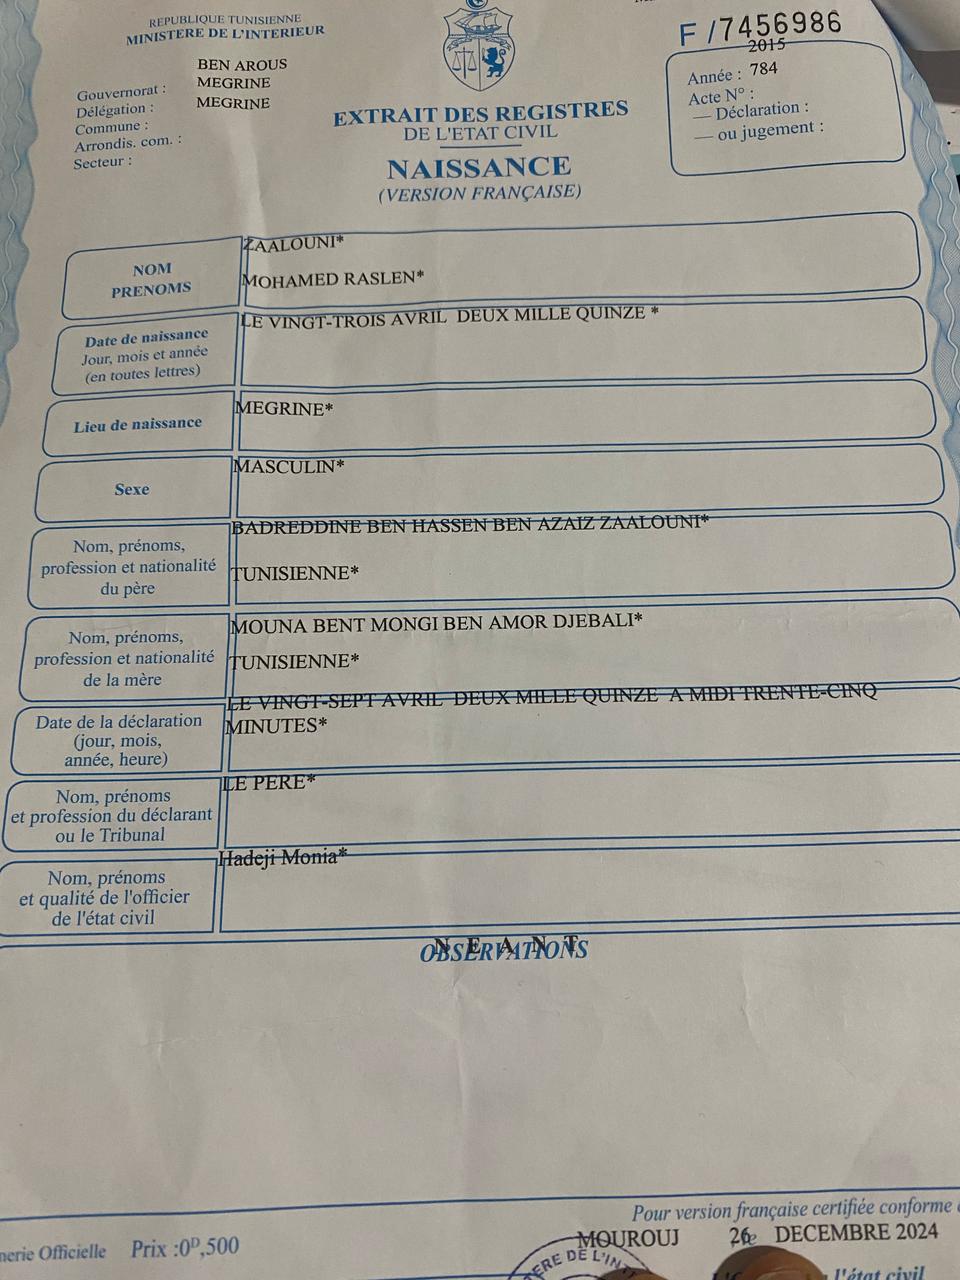 REPUBLIQUE TUNISIENNE
MINISTERE DE L'INTERIEUR
F/7456986
BEN AROUS
MEGRINE
MEGRINE
Gouvernorat :
Délégation :
Commune :
Arrondis. com. :
Secteur :
2015
Année : 784
Acte N° :
— Déclaration :
— ou jugement :
EXTRAIT DES REGISTRES
DE L'ETAT CIVIL
NAISSANCE
(VERSION FRANÇAISE)
NOM
PRENOMS
ZAALOUNI*
MOHAMED RASLEN*
Date de naissance
Jour, mois et année
(en toutes lettres)
LE VINGT-TROIS AVRIL DEUX MILLE QUINZE *
Lieu de naissance
MEGRINE*
Sexe
MASCULIN*
Nom, prénoms,
profession et nationalité
du père
BADREDDINE BEN HASSEN BEN AZAIZ ZAALOUNI*
TUNISIENNE*
Nom, prénoms,
profession et nationalité
de la mère
MOUNA BENT MONGI BEN AMOR DJEBALI*
TUNISIENNE*
Date de la déclaration
(jour, mois,
année, heure)
LE VINGT-SEPT AVRIL DEUX MILLE QUINZE A MIDI TRENTE-CINQ
MINUTES*
Nom, prénoms
et profession du déclarant
ou le Tribunal
LE PERE*
Nom, prénoms
et qualité de l'officier
de l'état civil
Hadeji Monia*
OBSERVATIONS
N E A N T
Pour version française certifiée conforme
MOUROUJ 26 DECEMBRE 2024
Officielle Prix :0ᴰ,500
DE L'INT
l'état civil